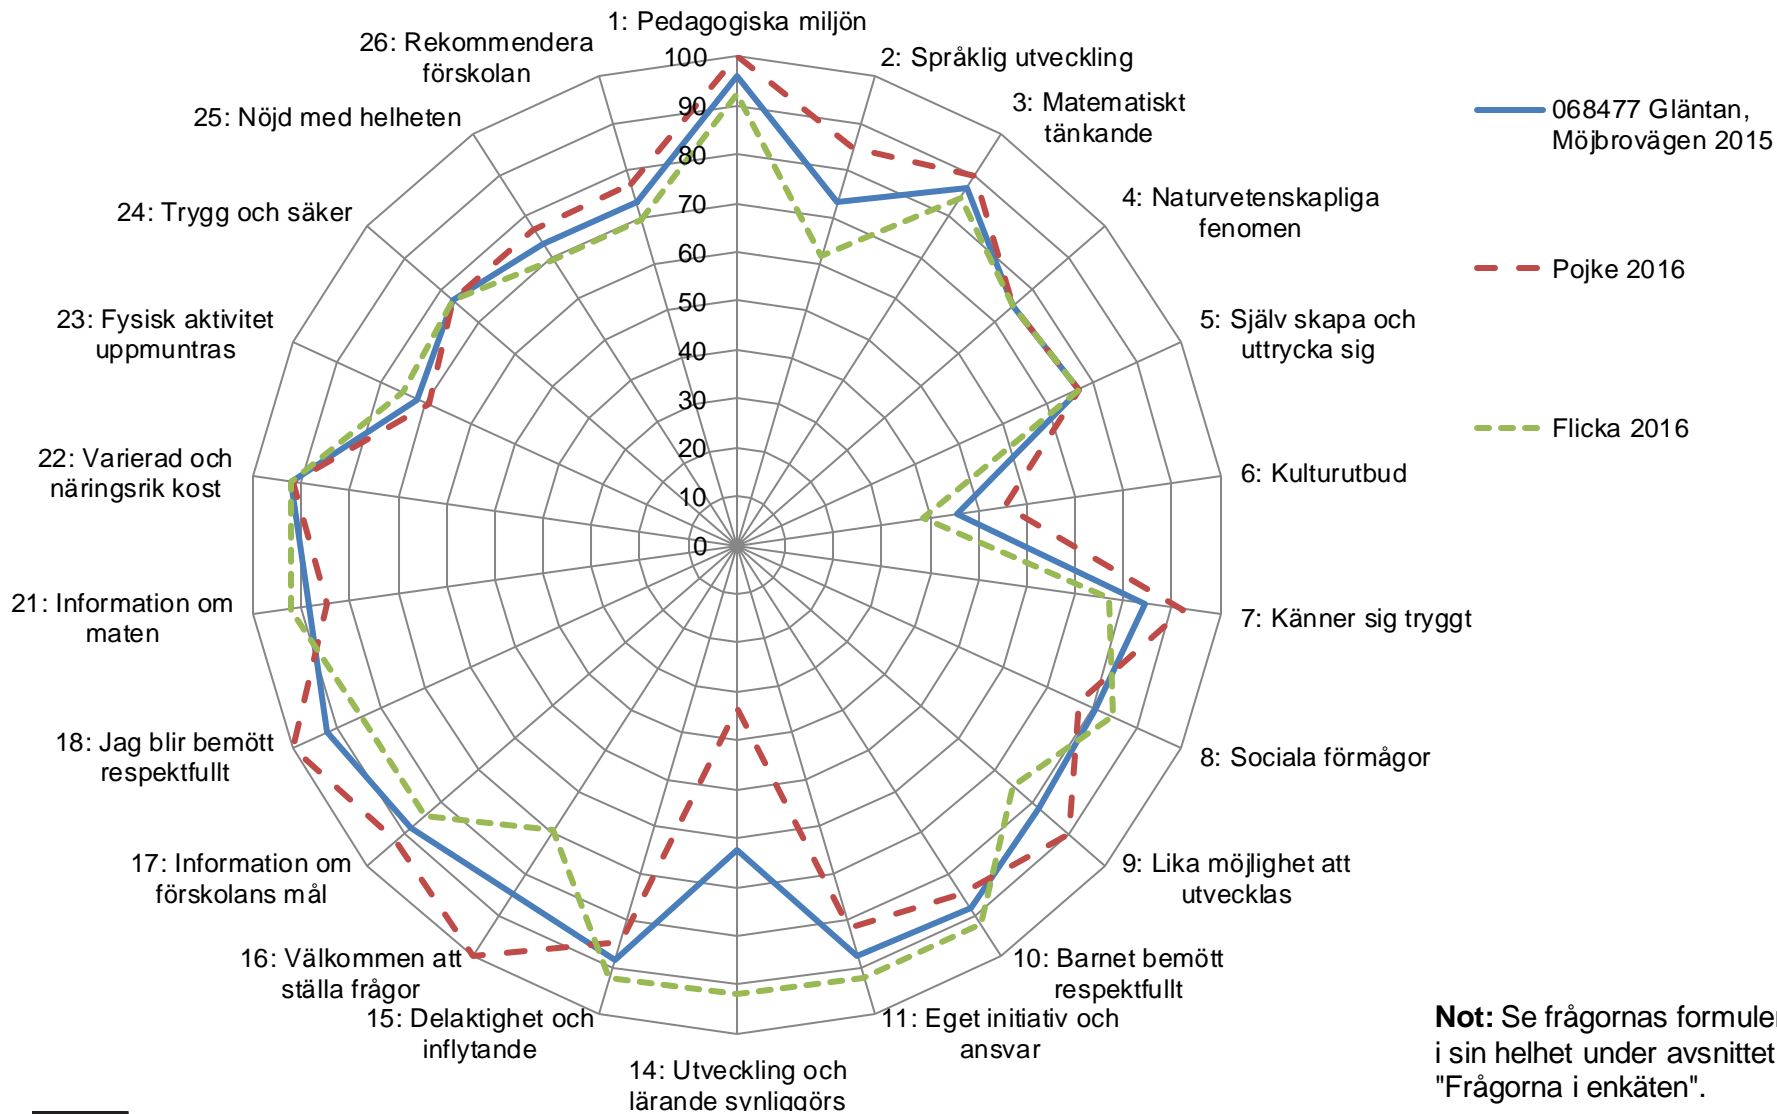 1: Pedagogiska miljön
2: Språklig utveckling
3: Matematiskt
tänkande
4: Naturvetenskapliga
fenomen
5: Själv skapa och
uttrycka sig
6: Kulturutbud
7: Känner sig tryggt
8: Sociala förmågor
9: Lika möjlighet att
utvecklas
10: Barnet bemött
respektfullt
11: Eget initiativ och
ansvar
14: Utveckling och
lärande synliggörs
15: Delaktighet och
inflytande
16: Välkommen att
ställa frågor
17: Information om
förskolans mål
18: Jag blir bemött
respektfullt
21: Information om
maten
22: Varierad och
näringsrik kost
23: Fysisk aktivitet
uppmuntras
24: Trygg och säker
25: Nöjd med helheten
26: Rekommendera
förskolan
100
90
80
70
60
50
40
30
20
10
0
068477 Gläntan,
Möjbrovägen 2015
Pojke 2016
Flicka 2016
Not: Se frågornas formuler
i sin helhet under avsnittet
"Frågorna i enkäten".